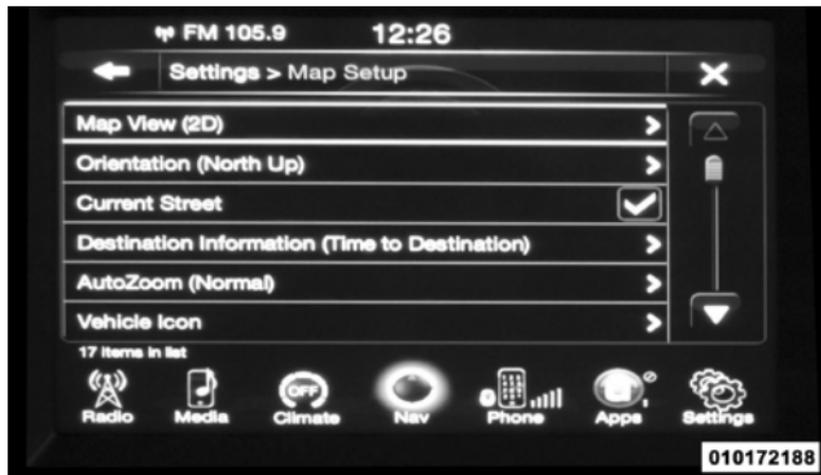 FM 105.9 12:26
Settings > Map Setup
Map View (2D)
Orientation (North Up)
Current Street
Destination Information (Time to Destination)
AutoZoom (Normal)
Vehicle Icon
17 items in list
OFF
Radio Media Climate Nav Phone Apps Settings
010172188